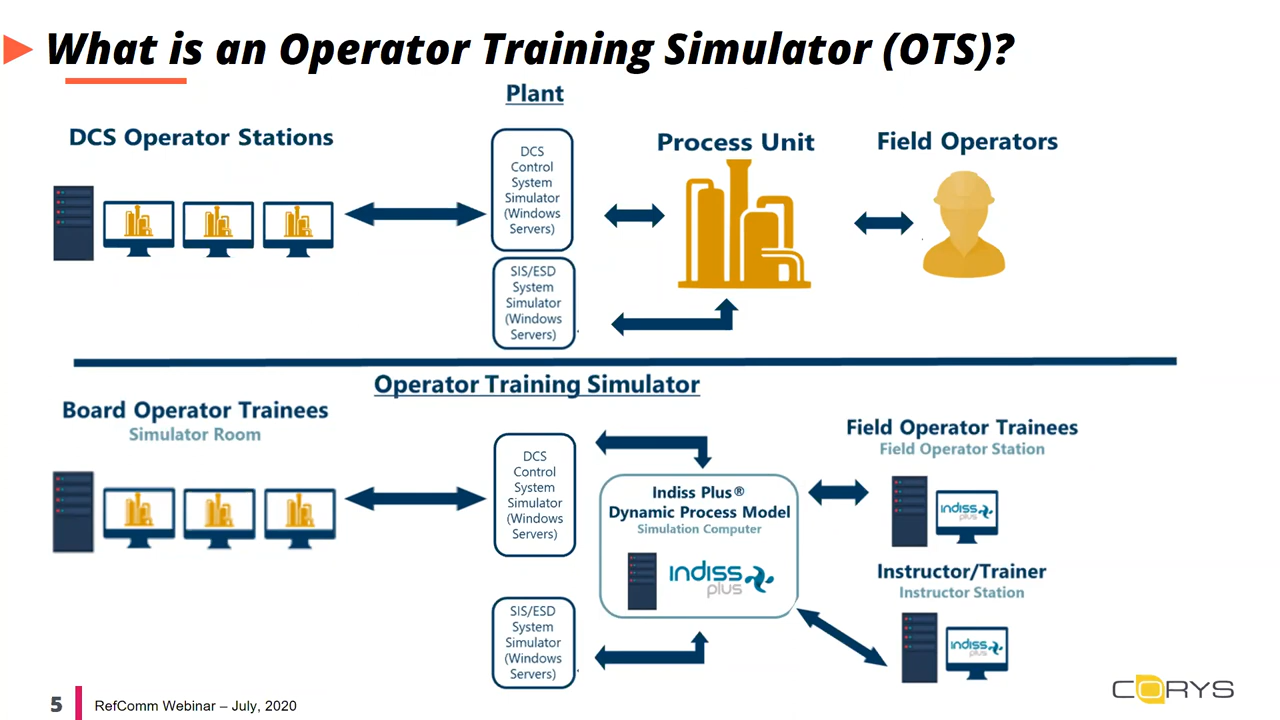 What is an Operator Training Simulator (OTS)?
Plant
DCS Operator Stations
DCS
Control
System
Simulator
(Windows
Servers)
Process Unit
Field Operators
SIS/ESD
System
Simulator
(Windows
Servers)
Operator Training Simulator
Board Operator Trainees
Simulator Room
DCS
Control
System
Simulator
(Windows
Servers)
Indiss Plus®
Dynamic Process Model
Simulation Computer
indiss
plus
Field Operator Trainees
Field Operator Station
indiss
plus
Instructor/Trainer
Instructor Station
indiss
plus
SIS/ESD
System
Simulator
(Windows
Servers)
CORYS
5
RefComm Webinar – July, 2020